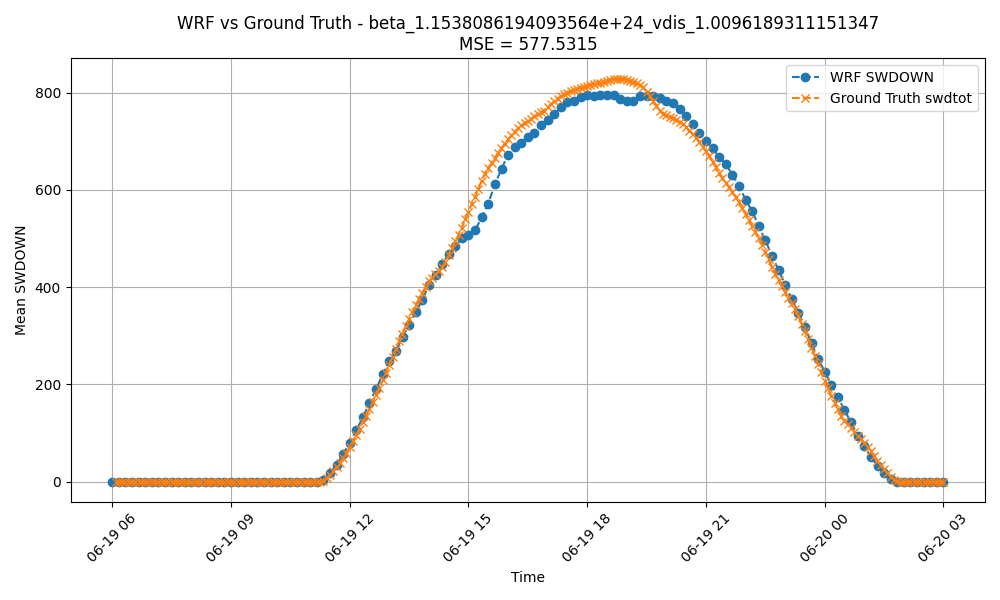 WRF vs Ground Truth - beta_1.1538086194093564e+24_vdis_1.0096189311151347
MSE = 577.5315
WRF SWDOWN
Ground Truth swdtot
Mean SWDOWN
800
600
400
200
0
06-19 06
06-19 09
06-19 12
06-19 15
06-19 18
06-19 21
06-20 00
06-20 03
Time